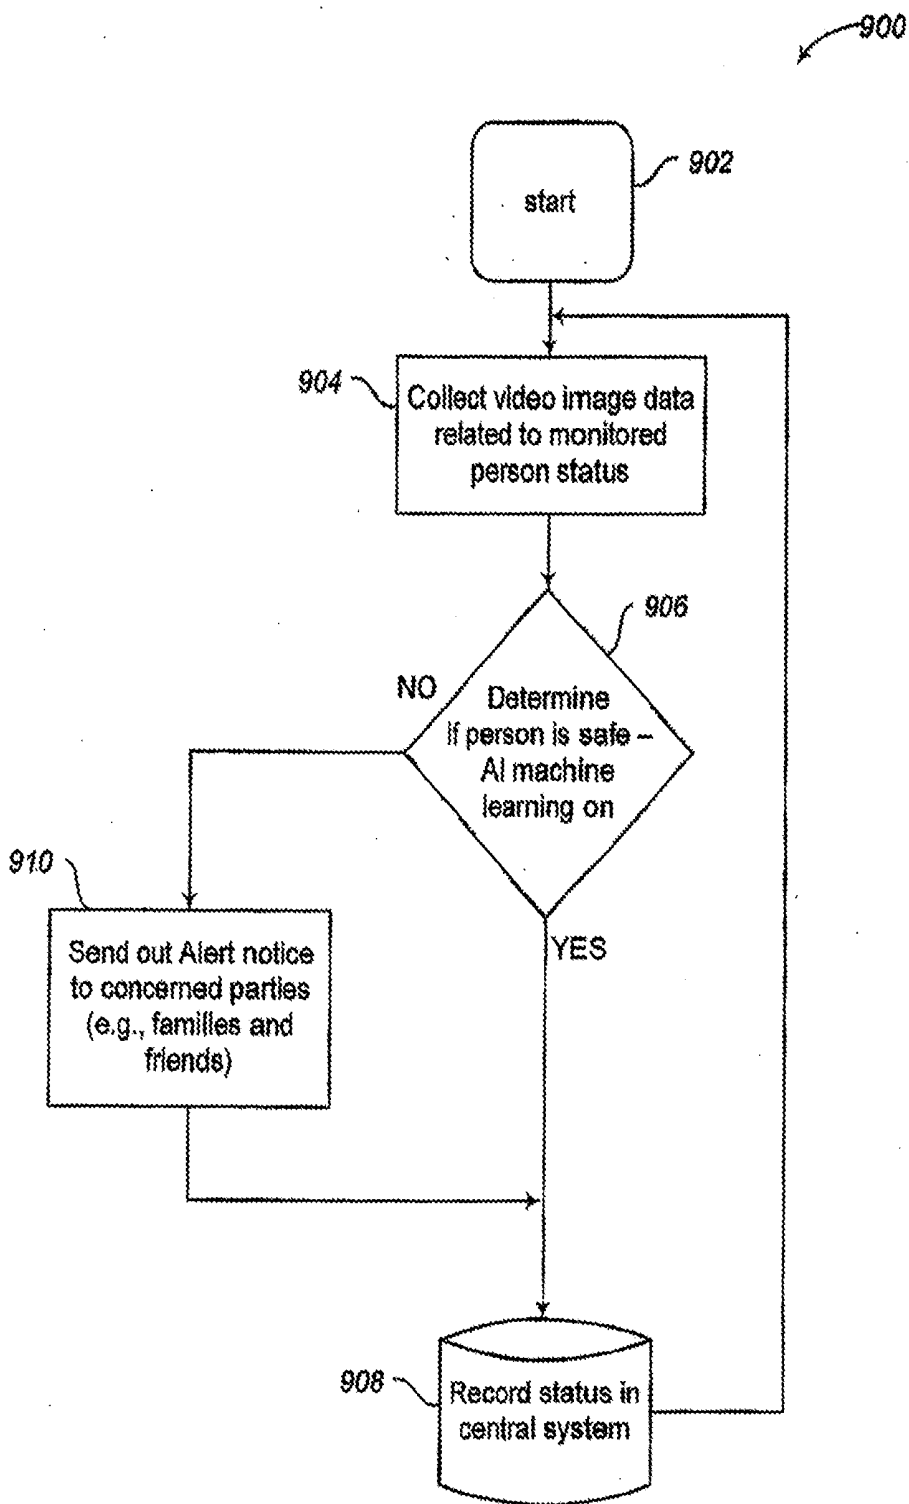 900
902
start
904
Collect video image data
related to monitored
person status
906
NO
Determine
if person is safe –
AI machine
learning on
910
YES
Send out Alert notice
to concerned parties
(e.g., families and
friends)
908
Record status in
central system